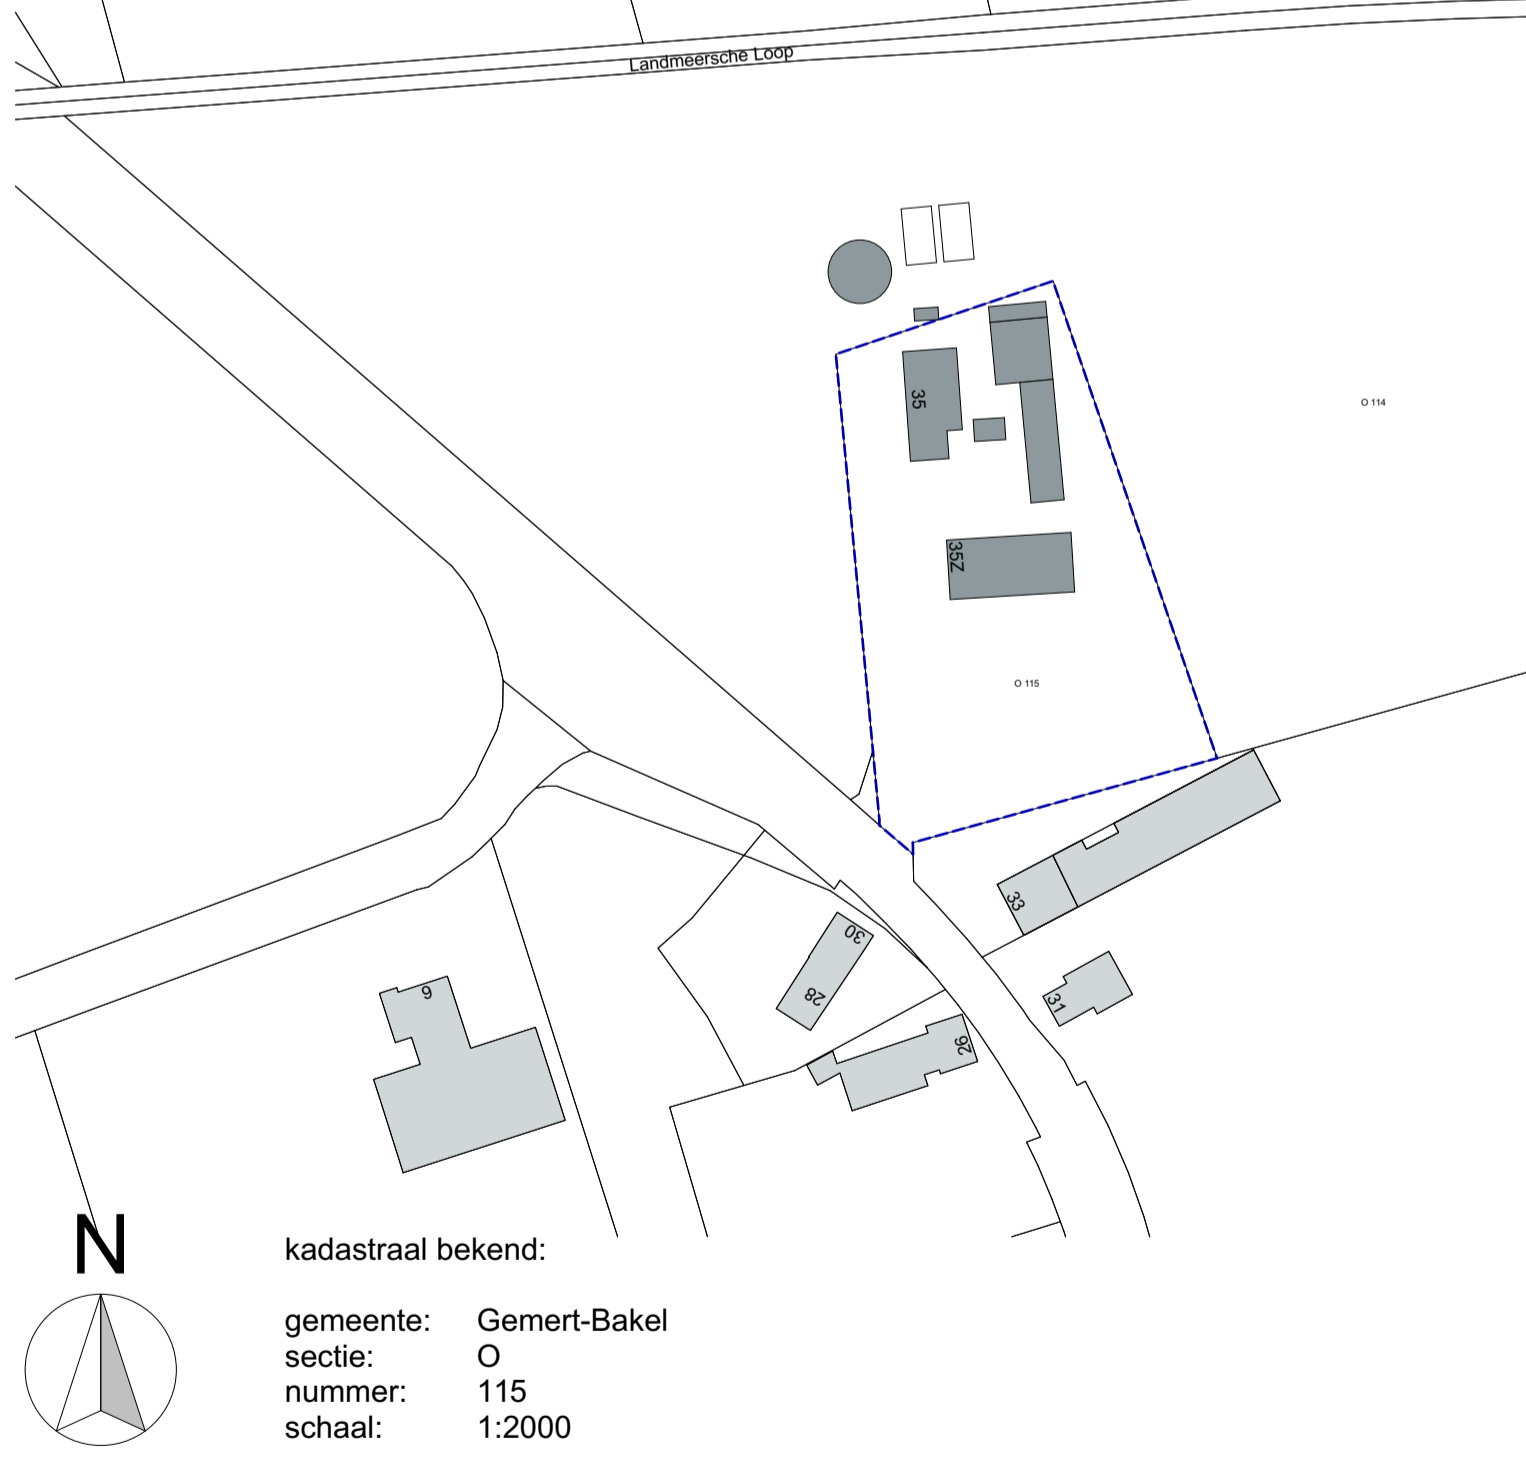 Landmeersche Loop
35
O 114
35Z
O 115
33
30
28
31
26
9
N
kadastraal bekend:
gemeente: Gemert-Bakel
sectie: O
nummer: 115
schaal: 1:2000